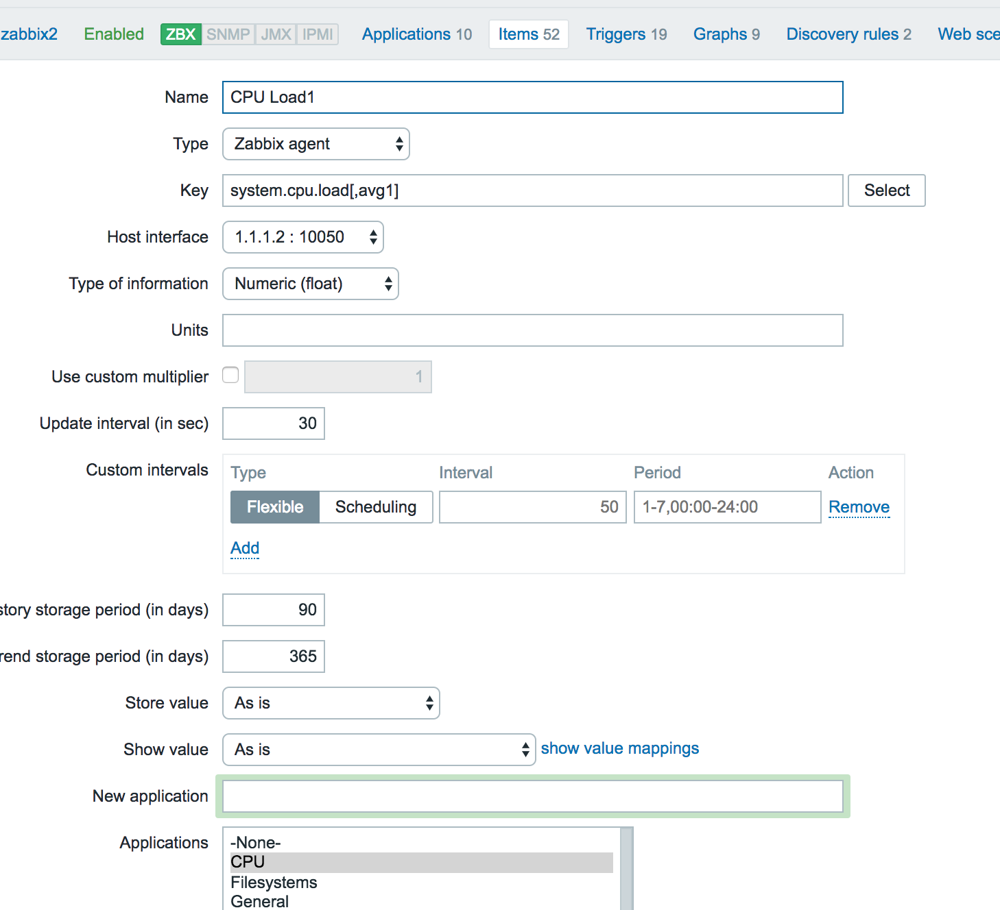 zabbix2 Enabled ZBX SNMP JMX IPMI Applications 10 Items 52 Triggers 19 Graphs 9 Discovery rules 2 Web sce
Name CPU Load1
Type Zabbix agent
Key system.cpu.load[,avg1] Select
Host interface 1.1.1.2 : 10050
Type of information Numeric (float)
Units
Use custom multiplier 1
Update interval (in sec) 30
Custom intervals Type Interval Period Action
Flexible Scheduling 50 1-7,00:00-24:00 Remove
Add
story storage period (in days) 90
rend storage period (in days) 365
Store value As is
Show value As is show value mappings
New application
Applications -None-
CPU
Filesystems
General